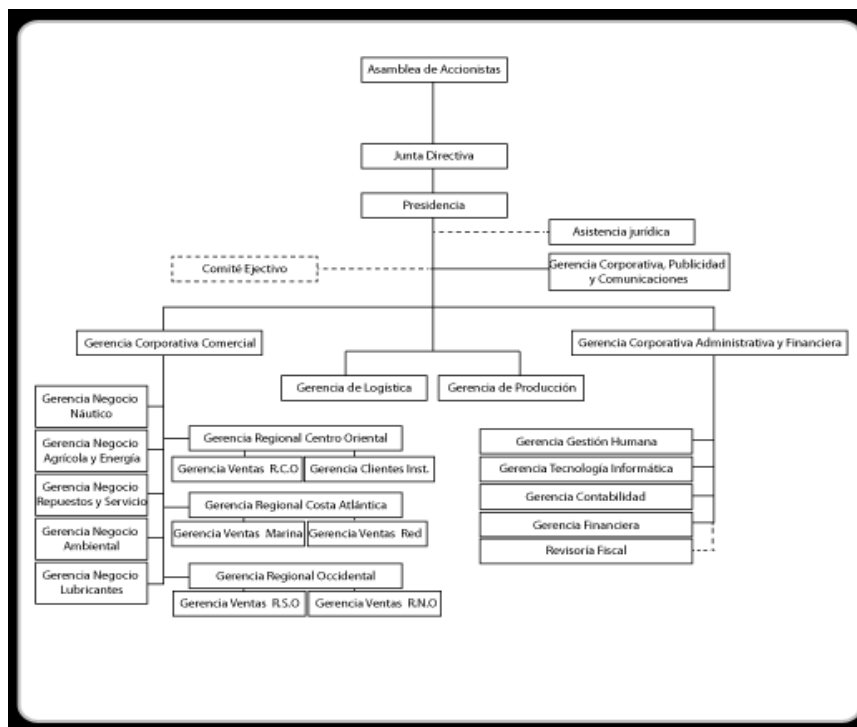 Asamblea de Accionistas
Junta Directiva
Presidencia
Asistencia jurídica
Comité Ejectivo
Gerencia Corporativa, Publicidad
y Comunicaciones
Gerencia Corporativa Comercial
Gerencia Corporativa Administrativa y Financiera
Gerencia de Logística
Gerencia de Producción
Gerencia Negocio
Náutico
Gerencia Negocio
Agrícola y Energía
Gerencia Negocio
Repuestos y Servicio
Gerencia Negocio
Ambiental
Gerencia Negocio
Lubricantes
Gerencia Regional Centro Oriental
Gerencia Ventas R.C.O
Gerencia Clientes Inst.
Gerencia Regional Costa Atlántica
Gerencia Ventas Marina
Gerencia Ventas Red
Gerencia Regional Occidental
Gerencia Ventas R.S.O
Gerencia Ventas R.N.O
Gerencia Gestión Humana
Gerencia Tecnología Informática
Gerencia Contabilidad
Gerencia Financiera
Revisoría Fiscal